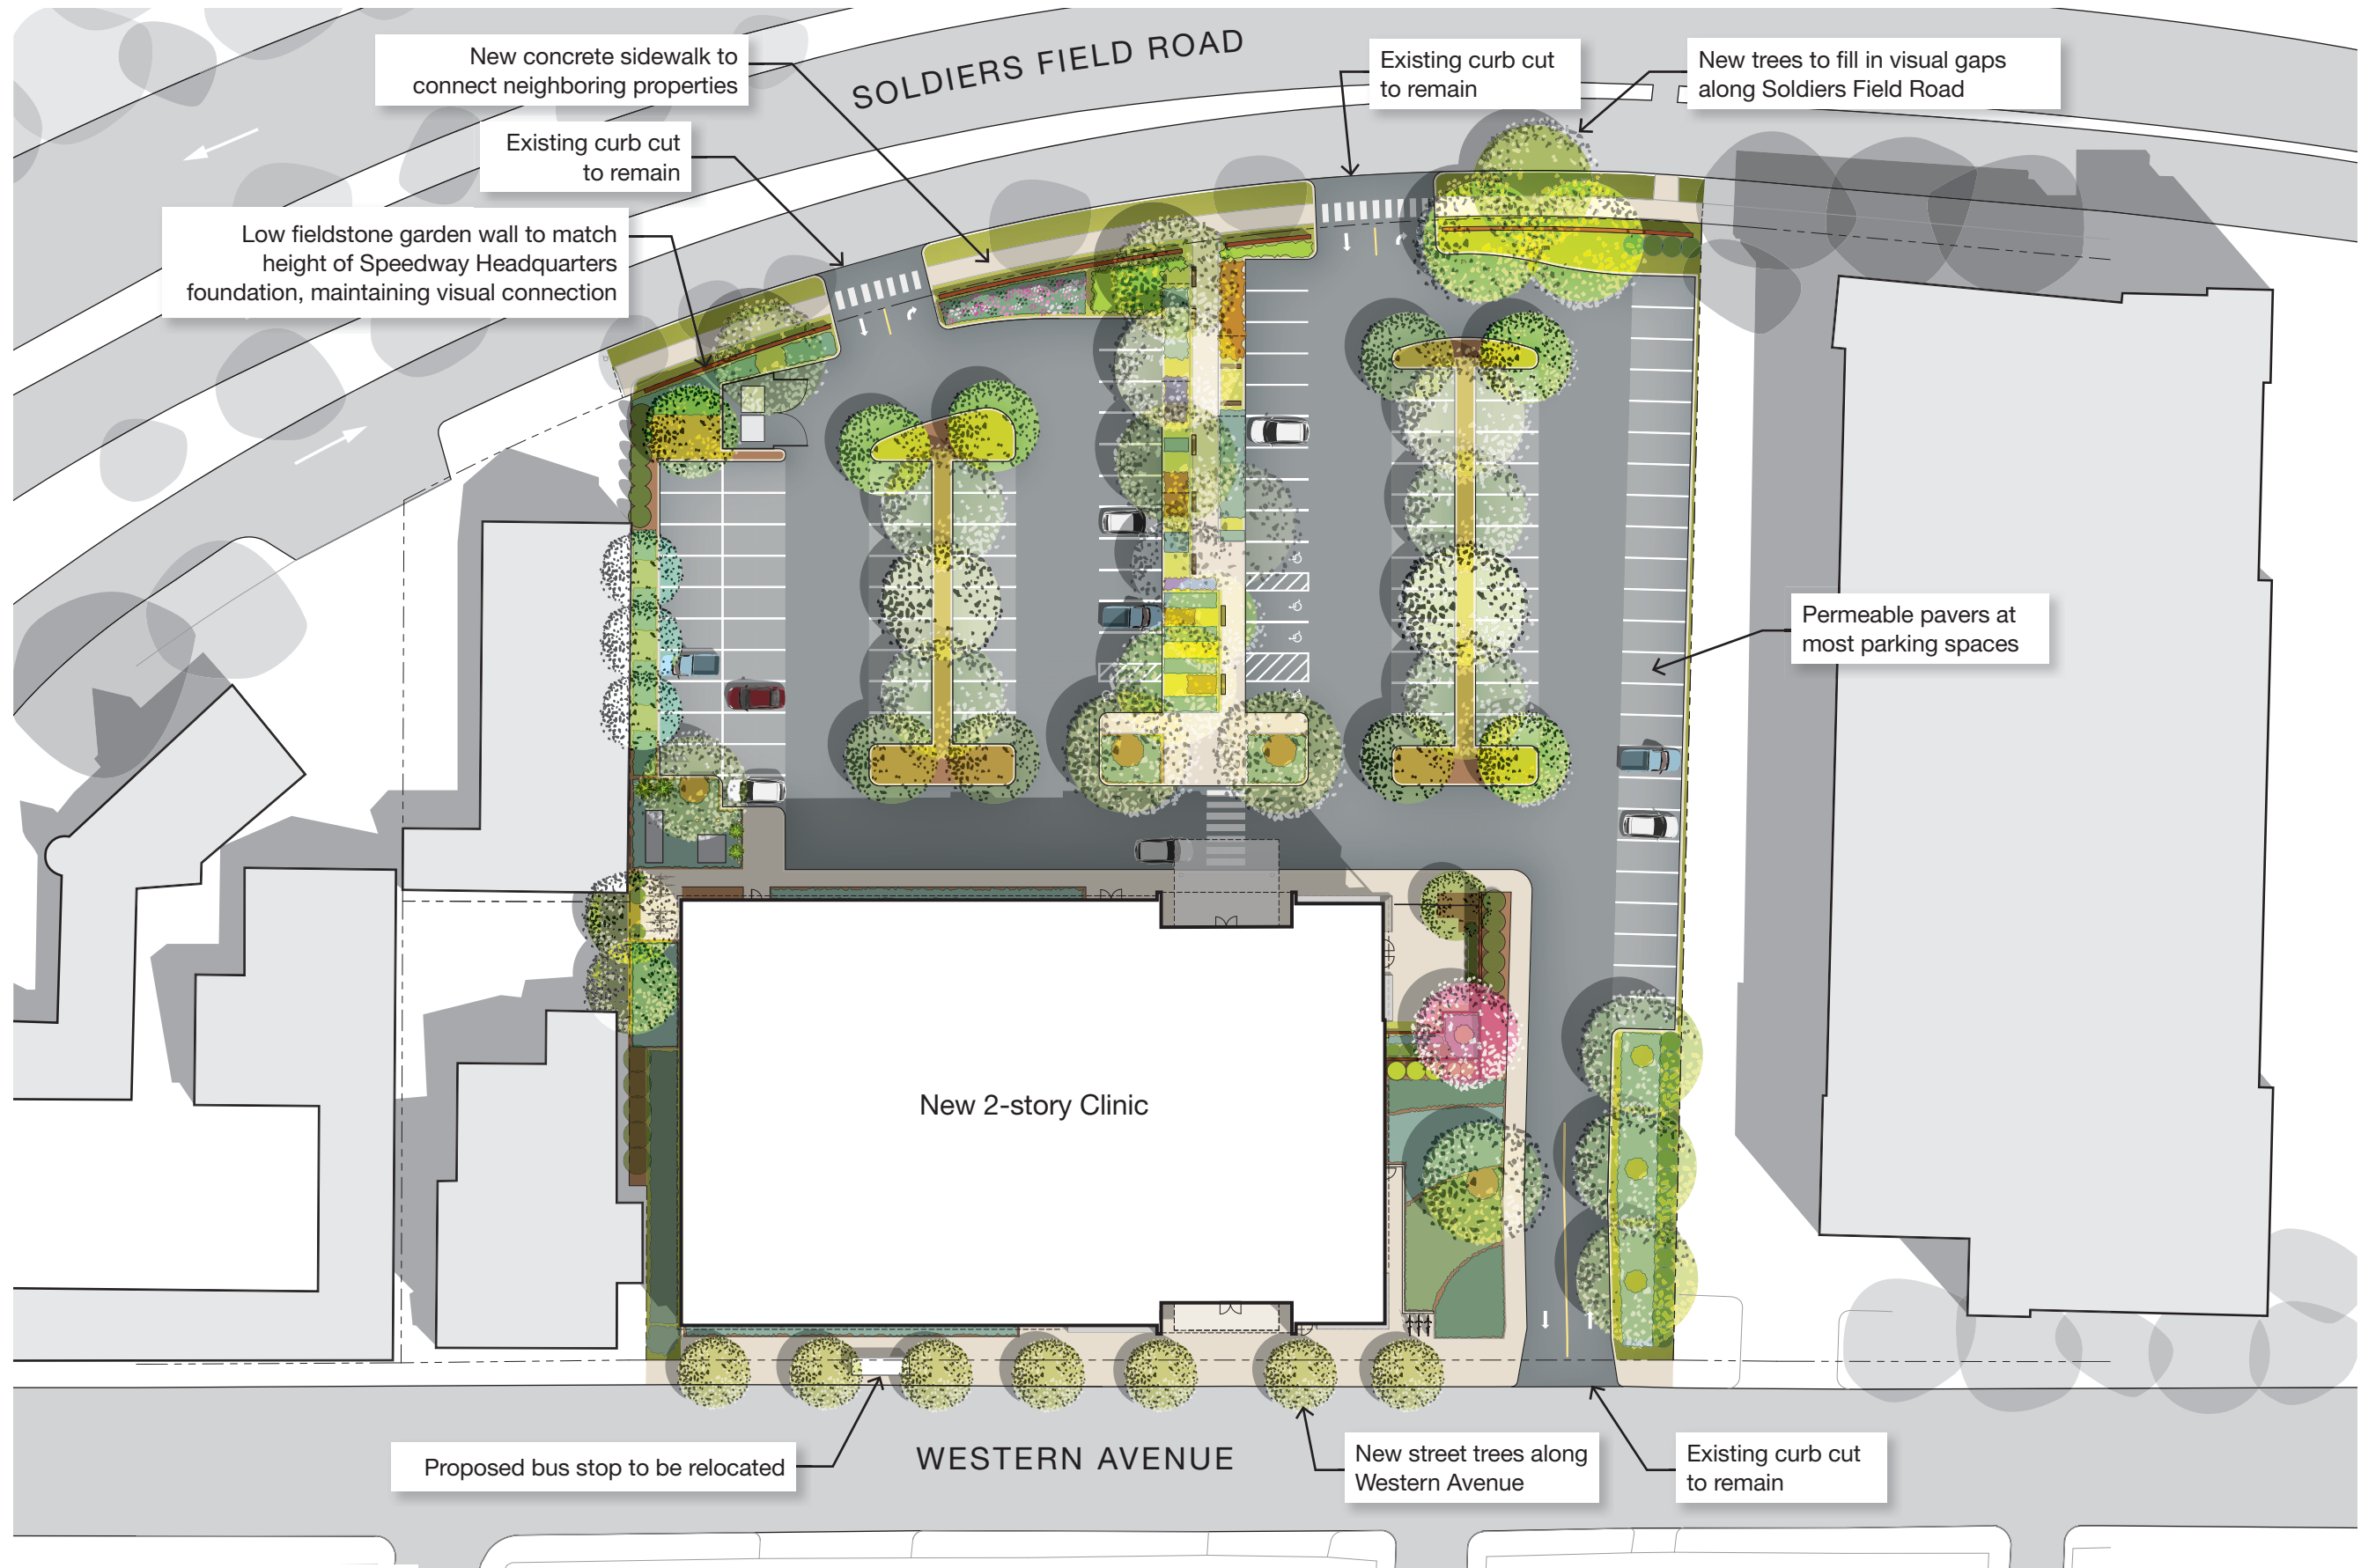 SOLDIERS FIELD ROAD
New concrete sidewalk to
connect neighboring properties
Existing curb cut
to remain
New trees to fill in visual gaps
along Soldiers Field Road
Existing curb cut
to remain
Low fieldstone garden wall to match
height of Speedway Headquarters
foundation, maintaining visual connection
Permeable pavers at
most parking spaces
New 2-story Clinic
Proposed bus stop to be relocated
WESTERN AVENUE
New street trees along
Western Avenue
Existing curb cut
to remain